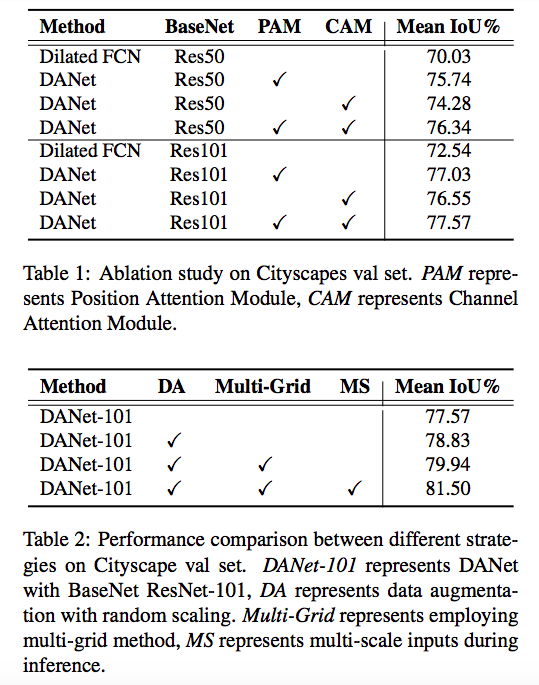 Method BaseNet PAM CAM Mean IoU%
Dilated FCN Res50 70.03
DANet Res50 ✓ 75.74
DANet Res50 ✓ 74.28
DANet Res50 ✓ ✓ 76.34
Dilated FCN Res101 72.54
DANet Res101 ✓ 77.03
DANet Res101 ✓ 76.55
DANet Res101 ✓ ✓ 77.57
Table 1: Ablation study on Cityscapes val set. PAM repre-
sents Position Attention Module, CAM represents Channel
Attention Module.
Method DA Multi-Grid MS Mean IoU%
DANet-101 77.57
DANet-101 ✓ 78.83
DANet-101 ✓ ✓ 79.94
DANet-101 ✓ ✓ ✓ 81.50
Table 2: Performance comparison between different strate-
gies on Cityscape val set. DANet-101 represents DANet
with BaseNet ResNet-101, DA represents data augmenta-
tion with random scaling. Multi-Grid represents employing
multi-grid method, MS represents multi-scale inputs during
inference.